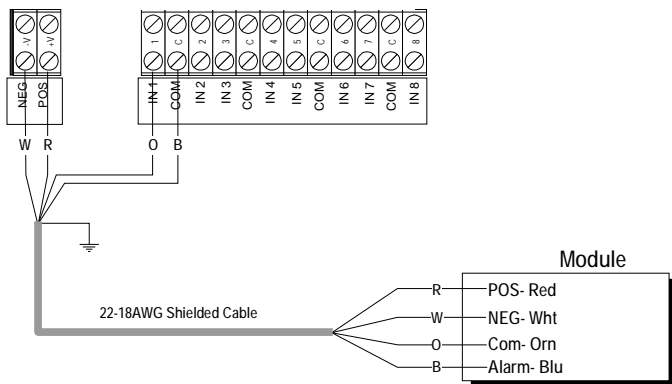 -V +V
1 C 2 3 C 4 5 C 6 7 C 8
NEG POS
IN 1 COM IN 2 IN 3 COM IN 4 IN 5 COM IN 6 IN 7 COM IN 8
W R O B
22-18AWG Shielded Cable
Module
R POS- Red
W NEG- Wht
O Com- Orn
B Alarm- Blu